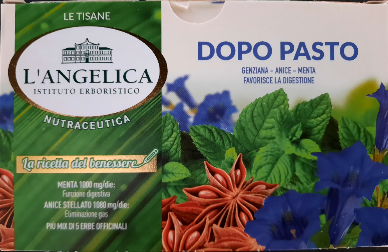 LE TISANE
L'ANGELICA
ISTITUTO ERBORISTICO
NUTRACEUTICA
La ricetta del benessere
MENTA 1000 mg/die:
Funzione digestiva
ANICE STELLATO 1080 mg/die:
Eliminazione gas
PIÙ MIX DI 5 ERBE OFFICINALI
DOPO PASTO
GENZIANA - ANICE - MENTA
FAVORISCE LA DIGESTIONE